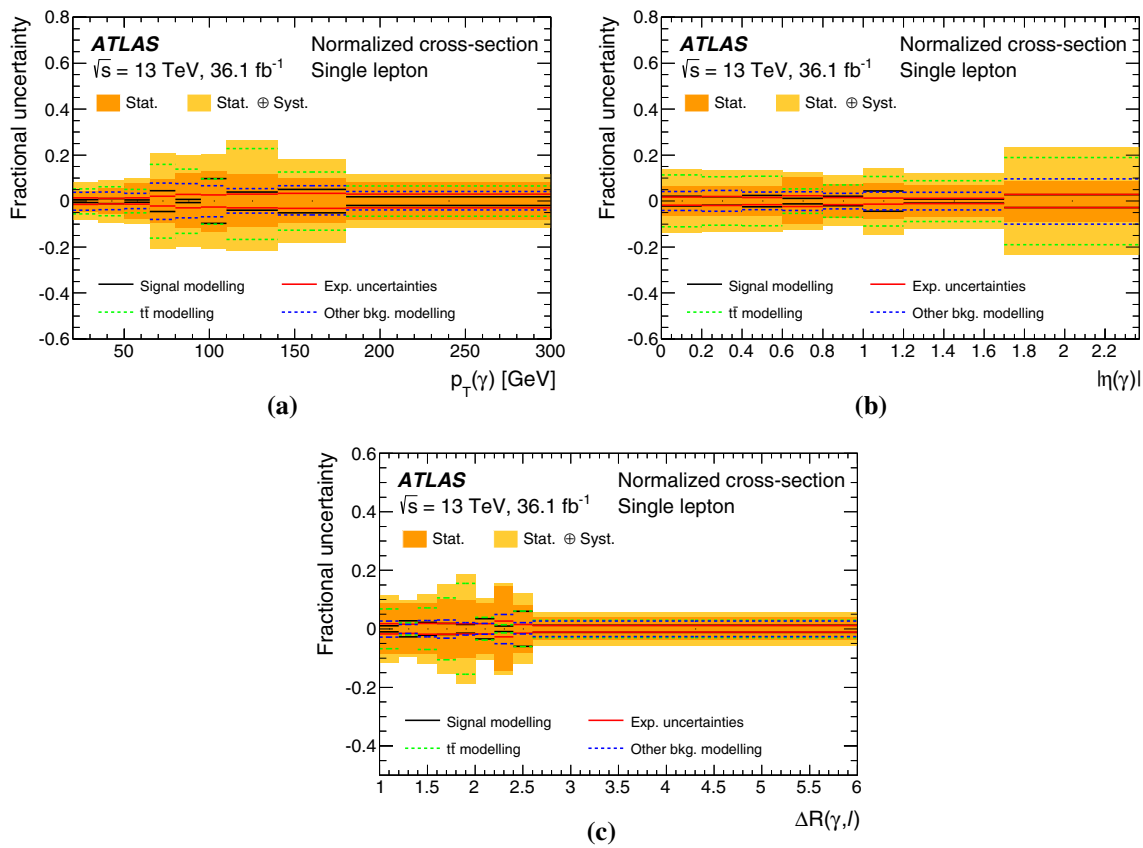 Fractional uncertainty
0.6
0.4
0.2
0
-0.2
-0.4
-0.6
ATLAS Normalized cross-section
√s = 13 TeV, 36.1 fb⁻¹ Single lepton
Stat. Stat. ⊕ Syst.
Signal modelling Exp. uncertainties
tt̄ modelling Other bkg. modelling
50 100 150 200 250 300
p_T(γ) [GeV]
(a)
Fractional uncertainty
0.8
0.6
0.4
0.2
0
-0.2
-0.4
-0.6
ATLAS Normalized cross-section
√s = 13 TeV, 36.1 fb⁻¹ Single lepton
Stat. Stat. ⊕ Syst.
Signal modelling Exp. uncertainties
tt̄ modelling Other bkg. modelling
0 0.2 0.4 0.6 0.8 1 1.2 1.4 1.6 1.8 2 2.2
|η(γ)|
(b)
Fractional uncertainty
0.6
0.4
0.2
0
-0.2
-0.4
ATLAS Normalized cross-section
√s = 13 TeV, 36.1 fb⁻¹ Single lepton
Stat. Stat. ⊕ Syst.
Signal modelling Exp. uncertainties
tt̄ modelling Other bkg. modelling
1 1.5 2 2.5 3 3.5 4 4.5 5 5.5 6
ΔR(γ,l)
(c)